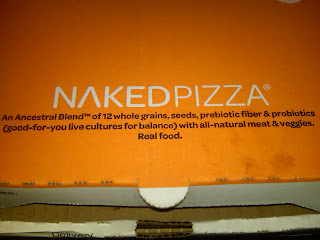 NAKEDPIZZA®
An Ancestral Blend™ of 12 whole grains, seeds, prebiotic fiber & probiotics
(good-for-you live cultures for balance) with all-natural meat & veggies.
Real food.
Delivery